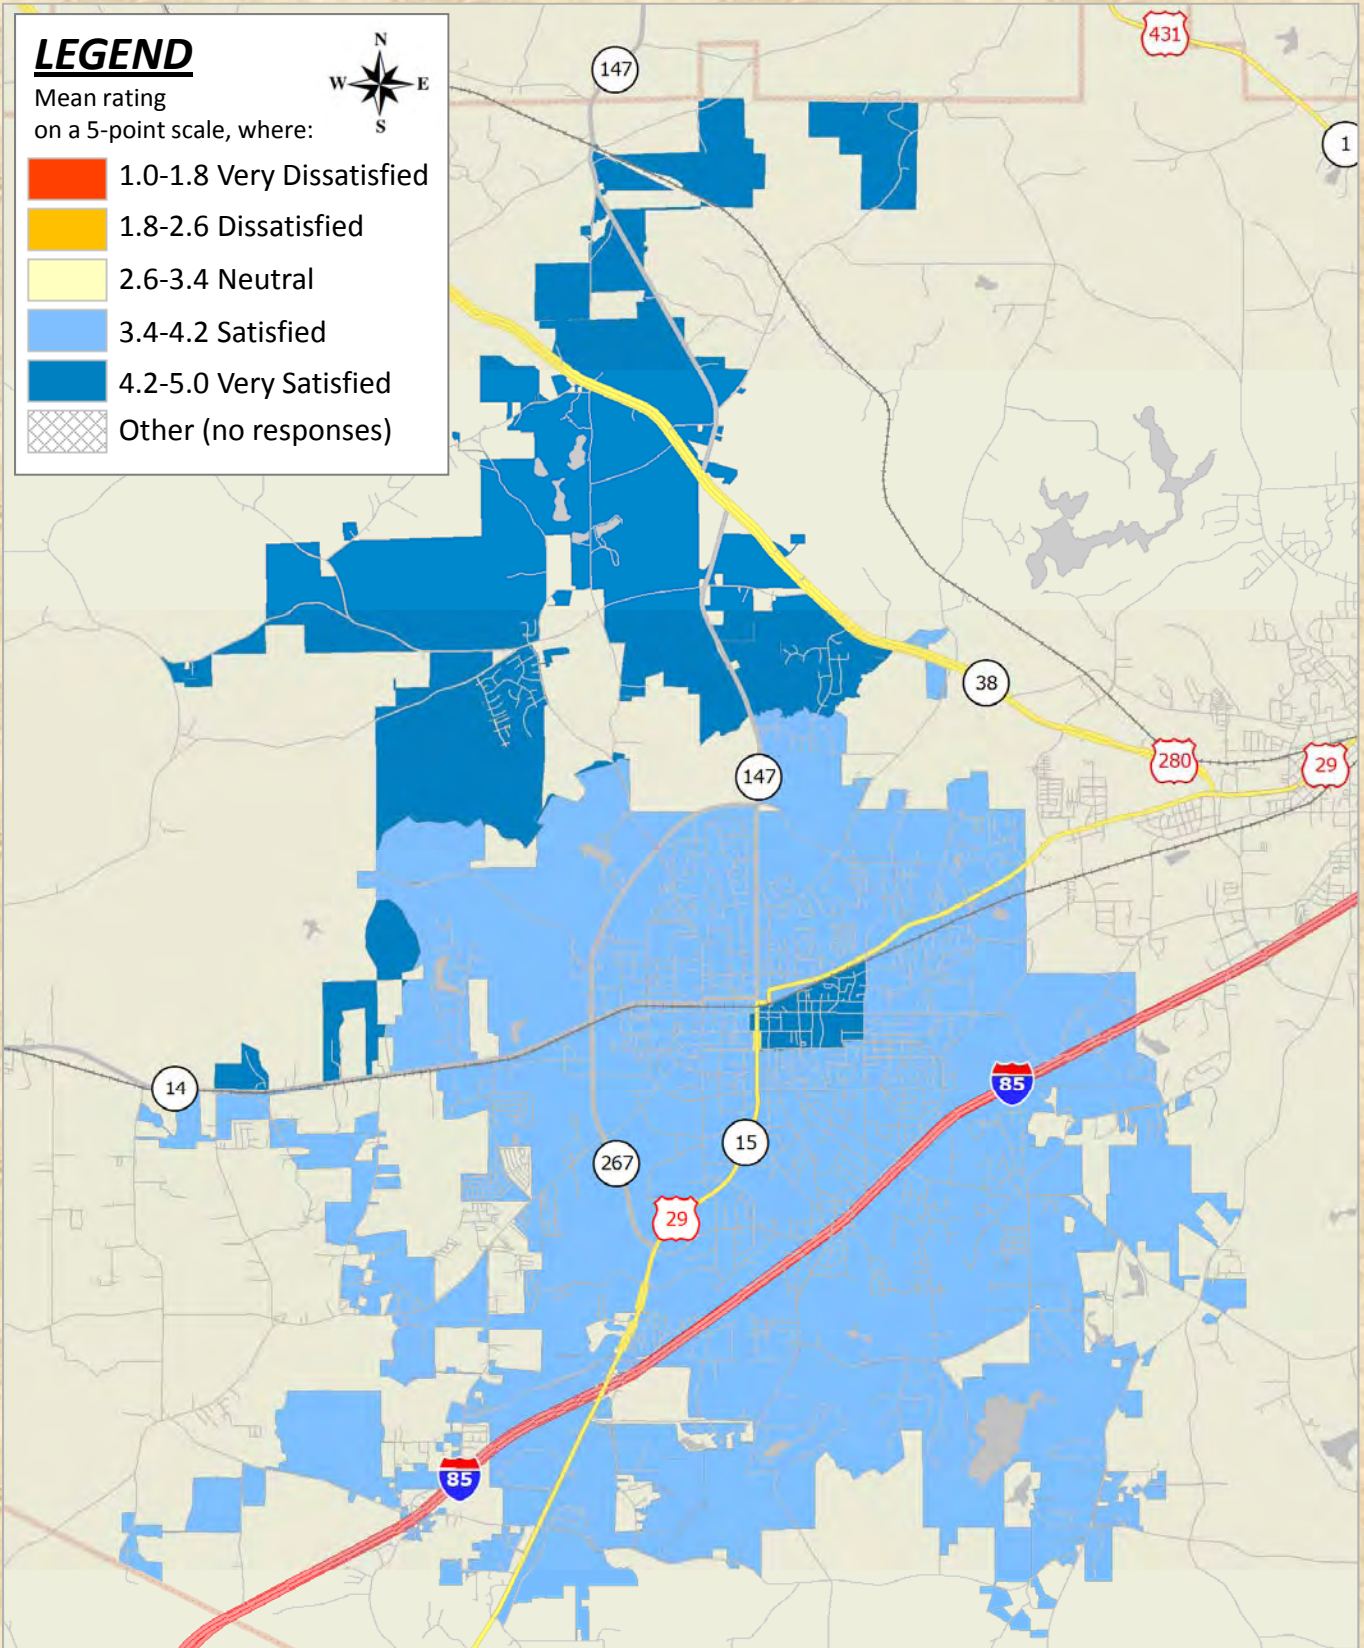 LEGEND
N
W E
S
Mean rating
on a 5-point scale, where:
1.0-1.8 Very Dissatisfied
1.8-2.6 Dissatisfied
2.6-3.4 Neutral
3.4-4.2 Satisfied
4.2-5.0 Very Satisfied
Other (no responses)
431
147
1
38
280
29
147
14
85
15
267
29
85